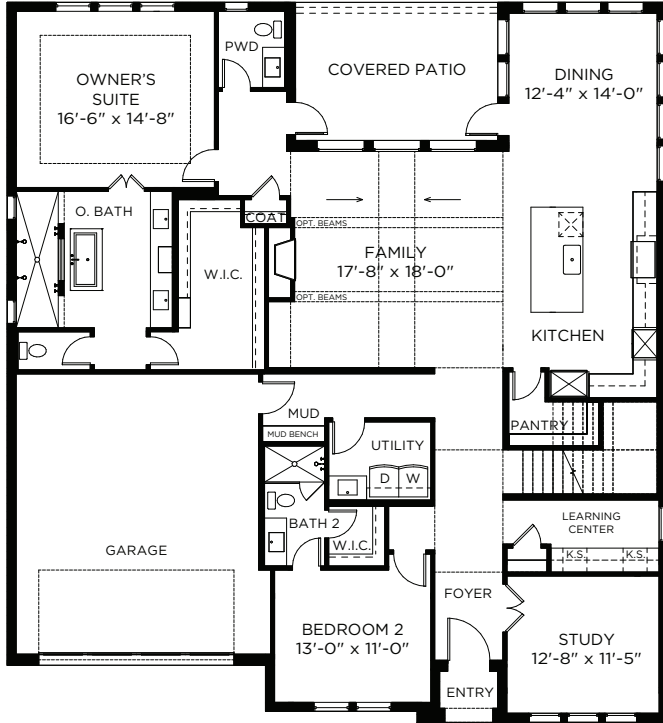 PWD
OWNER'S
SUITE
16'-6" x 14'-8"
COVERED PATIO
DINING
12'-4" x 14'-0"
O. BATH
COAT
OPT. BEAMS
W.I.C.
FAMILY
17'-8" x 18'-0"
OPT. BEAMS
KITCHEN
MUD
MUD BENCH
PANTRY
UTILITY
D
W
BATH 2
W.I.C.
LEARNING
CENTER
K.S.
K.S.
GARAGE
FOYER
BEDROOM 2
13'-0" x 11'-0"
STUDY
12'-8" x 11'-5"
ENTRY